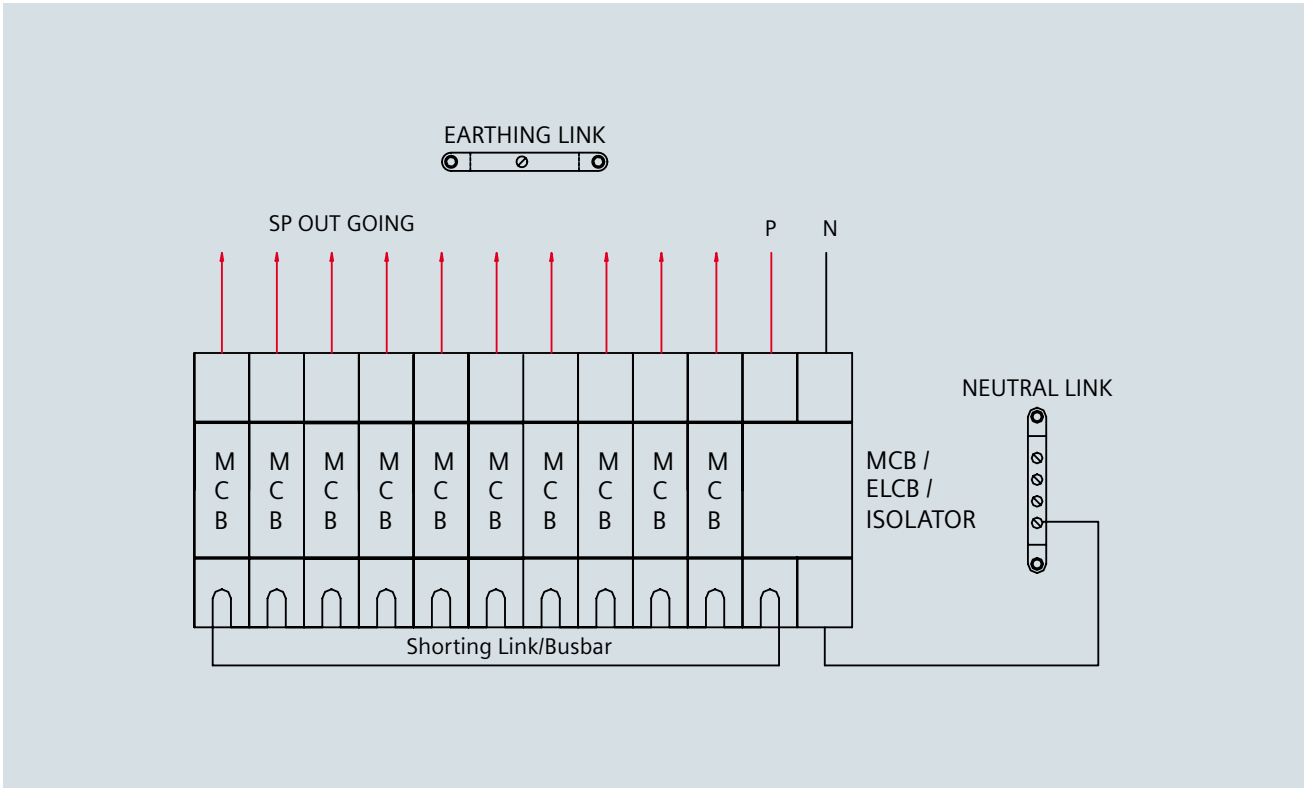 EARTHING LINK
SP OUT GOING
P
N
NEUTRAL LINK
M M M M M M M M M M
C C C C C C C C C C
B B B B B B B B B B
MCB /
ELCB /
ISOLATOR
Shorting Link/Busbar